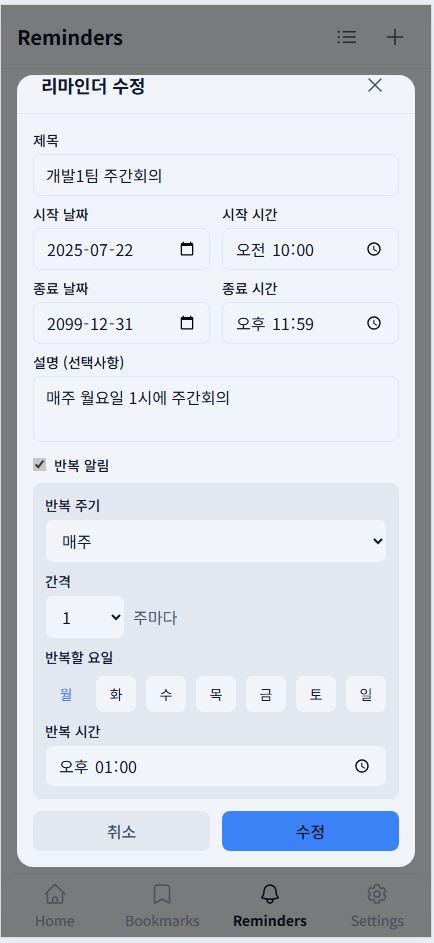 Reminders
리마인더 수정
제목
개발1팀 주간회의
시작 날짜 시작 시간
2025-07-22 오전 10:00
종료 날짜 종료 시간
2099-12-31 오후 11:59
설명 (선택사항)
매주 월요일 1시에 주간회의
반복 알림
반복 주기
매주
간격
1 주마다
반복할 요일
월 화 수 목 금 토 일
반복 시간
오후 01:00
취소 수정
Home Bookmarks Reminders Settings